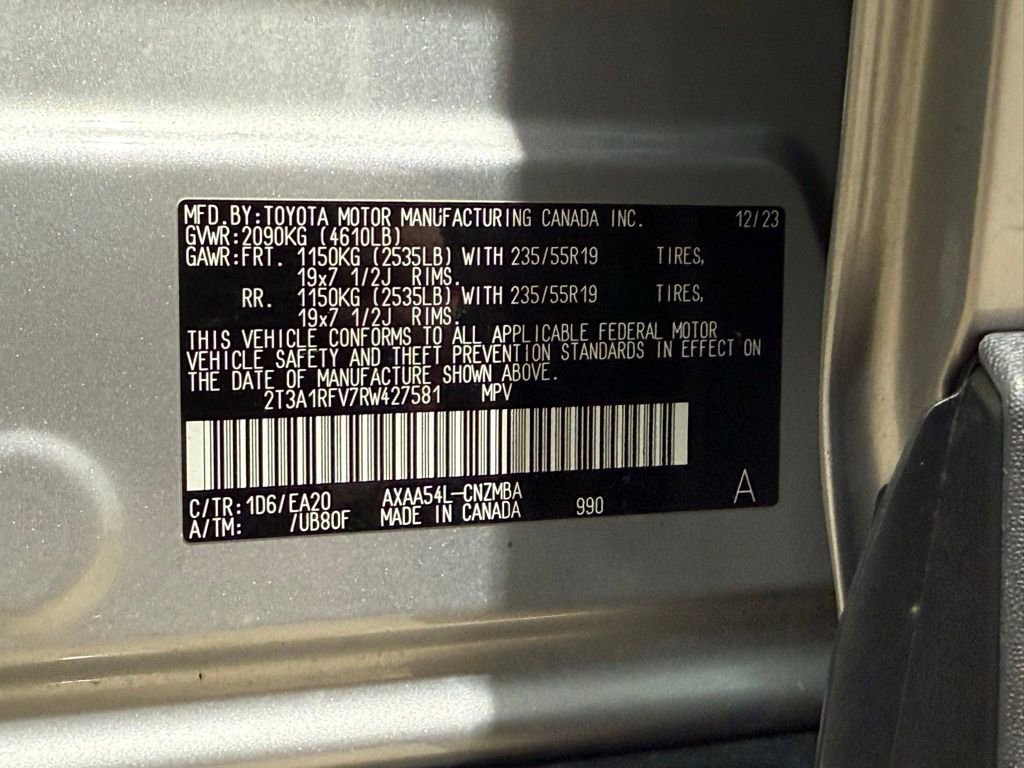 MFD.BY:TOYOTA MOTOR MANUFACTURING CANADA INC. 12/23
GVWR:2090KG (4610LB)
GAWR:FRT. 1150KG (2535LB) WITH 235/55R19 TIRES,
19x7 1/2J RIMS.
RR. 1150KG (2535LB) WITH 235/55R19 TIRES,
19x7 1/2J RIMS.
THIS VEHICLE CONFORMS TO ALL APPLICABLE FEDERAL MOTOR
VEHICLE SAFETY AND THEFT PREVENTION STANDARDS IN EFFECT ON
THE DATE OF MANUFACTURE SHOWN ABOVE.
2T3A1RFV7RW427581 MPV
C/TR:1D6/EA20 AXAA54L-CNZMBA
A/TM: /UB80F MADE IN CANADA 990 A